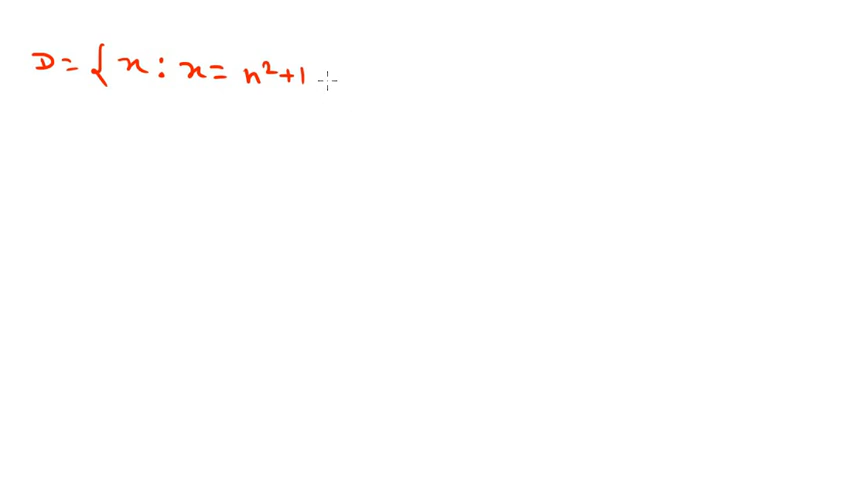 D = { x : x = n²+1